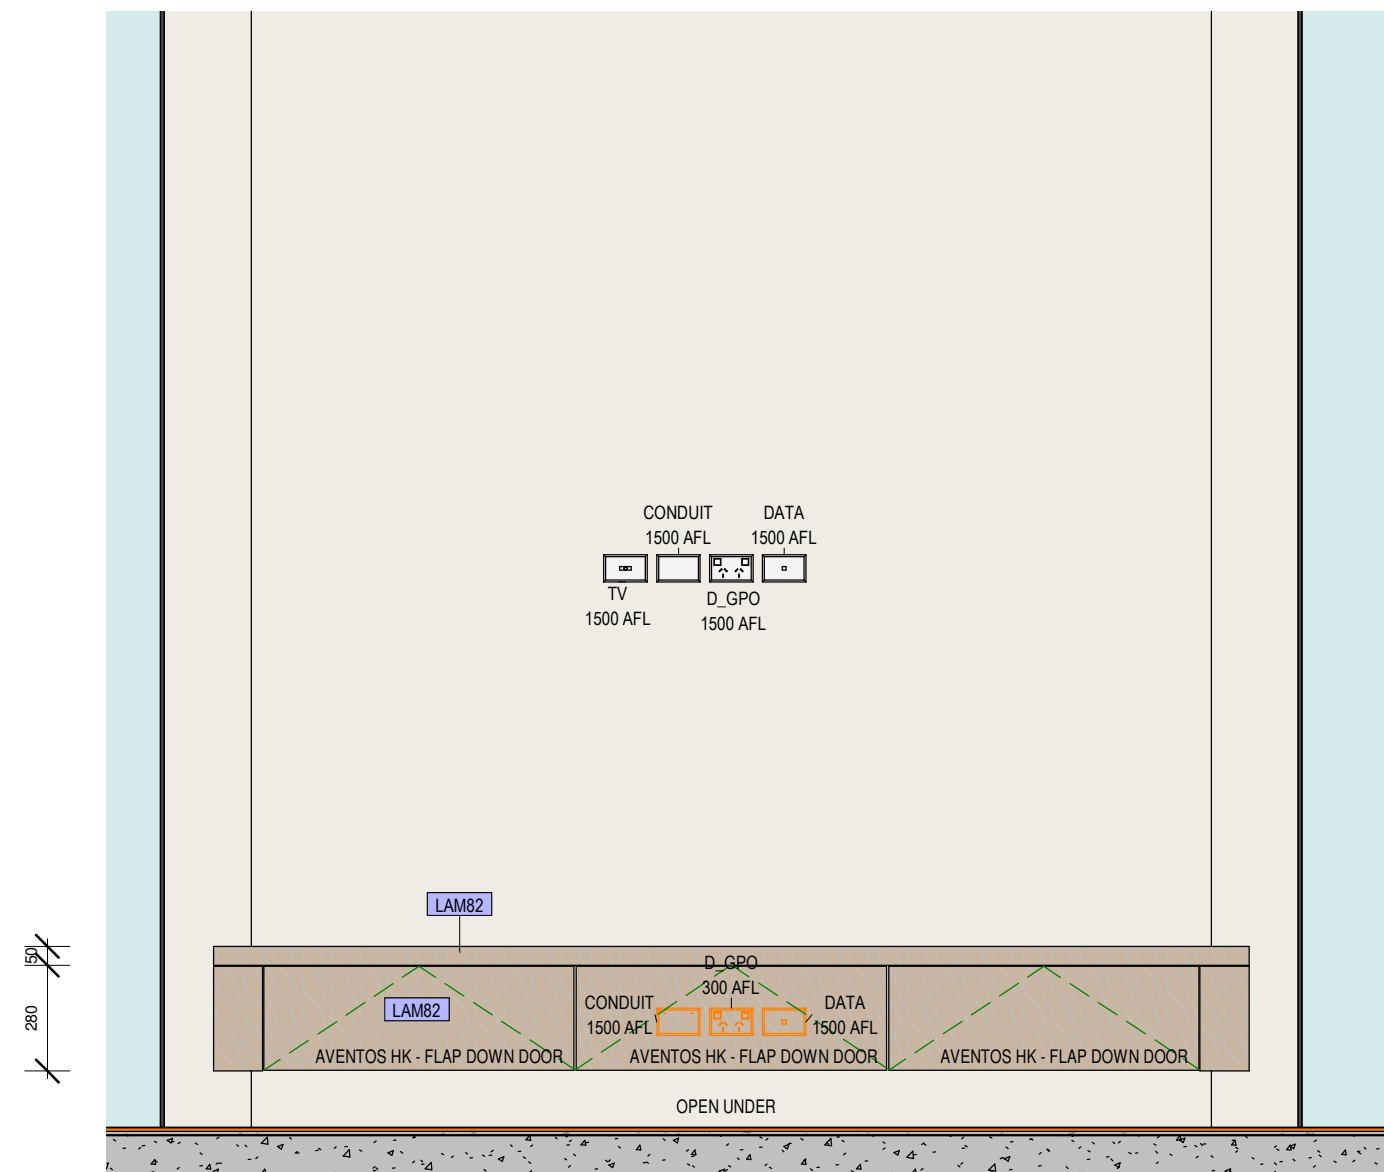 CONDUIT
1500 AFL
DATA
1500 AFL
TV
1500 AFL
D_GPO
1500 AFL
LAM82
50
280
D_GPO
300 AFL
LAM82
CONDUIT
1500 AFL
DATA
1500 AFL
AVENTOS HK - FLAP DOWN DOOR
AVENTOS HK - FLAP DOWN DOOR
AVENTOS HK - FLAP DOWN DOOR
OPEN UNDER